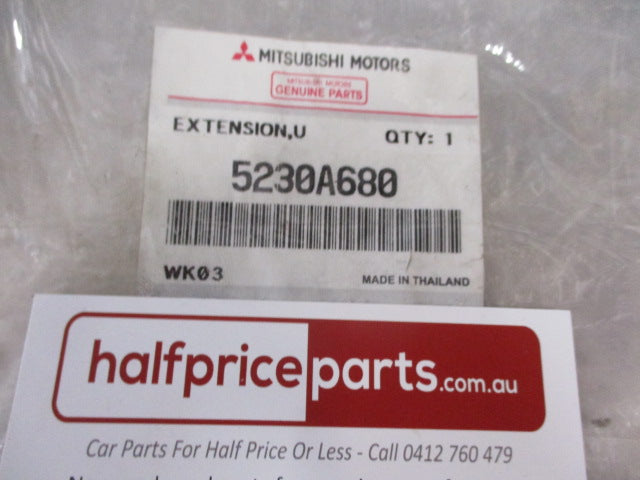 MITSUBISHI MOTORS
MITSUBISHI MOTORS
GENUINE PARTS
EXTENSION,U QTY: 1
5230A680
WK03 MADE IN THAILAND
halfpriceparts.com.au
Car Parts For Half Price Or Less - Call 0412 760 479